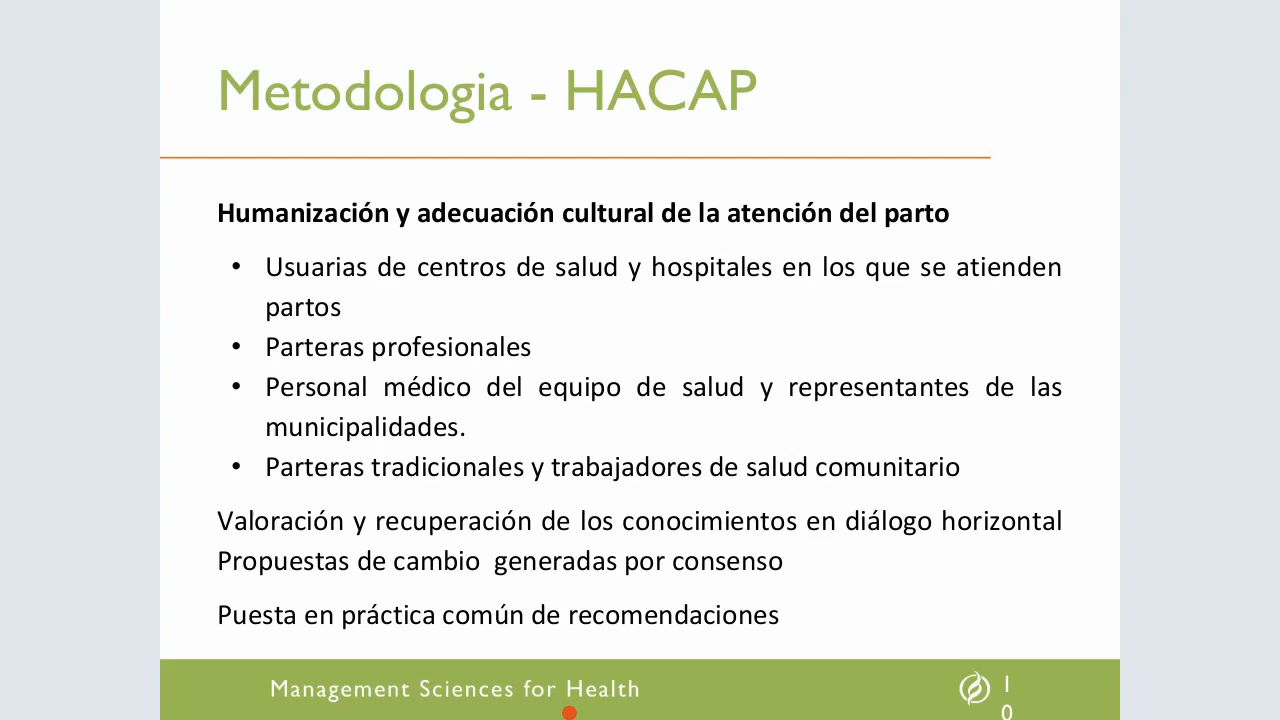 Metodologia - HACAP
Humanización y adecuación cultural de la atención del parto
• Usuarias de centros de salud y hospitales en los que se atienden
partos
• Parteras profesionales
• Personal médico del equipo de salud y representantes de las
municipalidades.
• Parteras tradicionales y trabajadores de salud comunitario
Valoración y recuperación de los conocimientos en diálogo horizontal
Propuestas de cambio  generadas por consenso
Puesta en práctica común de recomendaciones
Management Sciences for Health
1
0